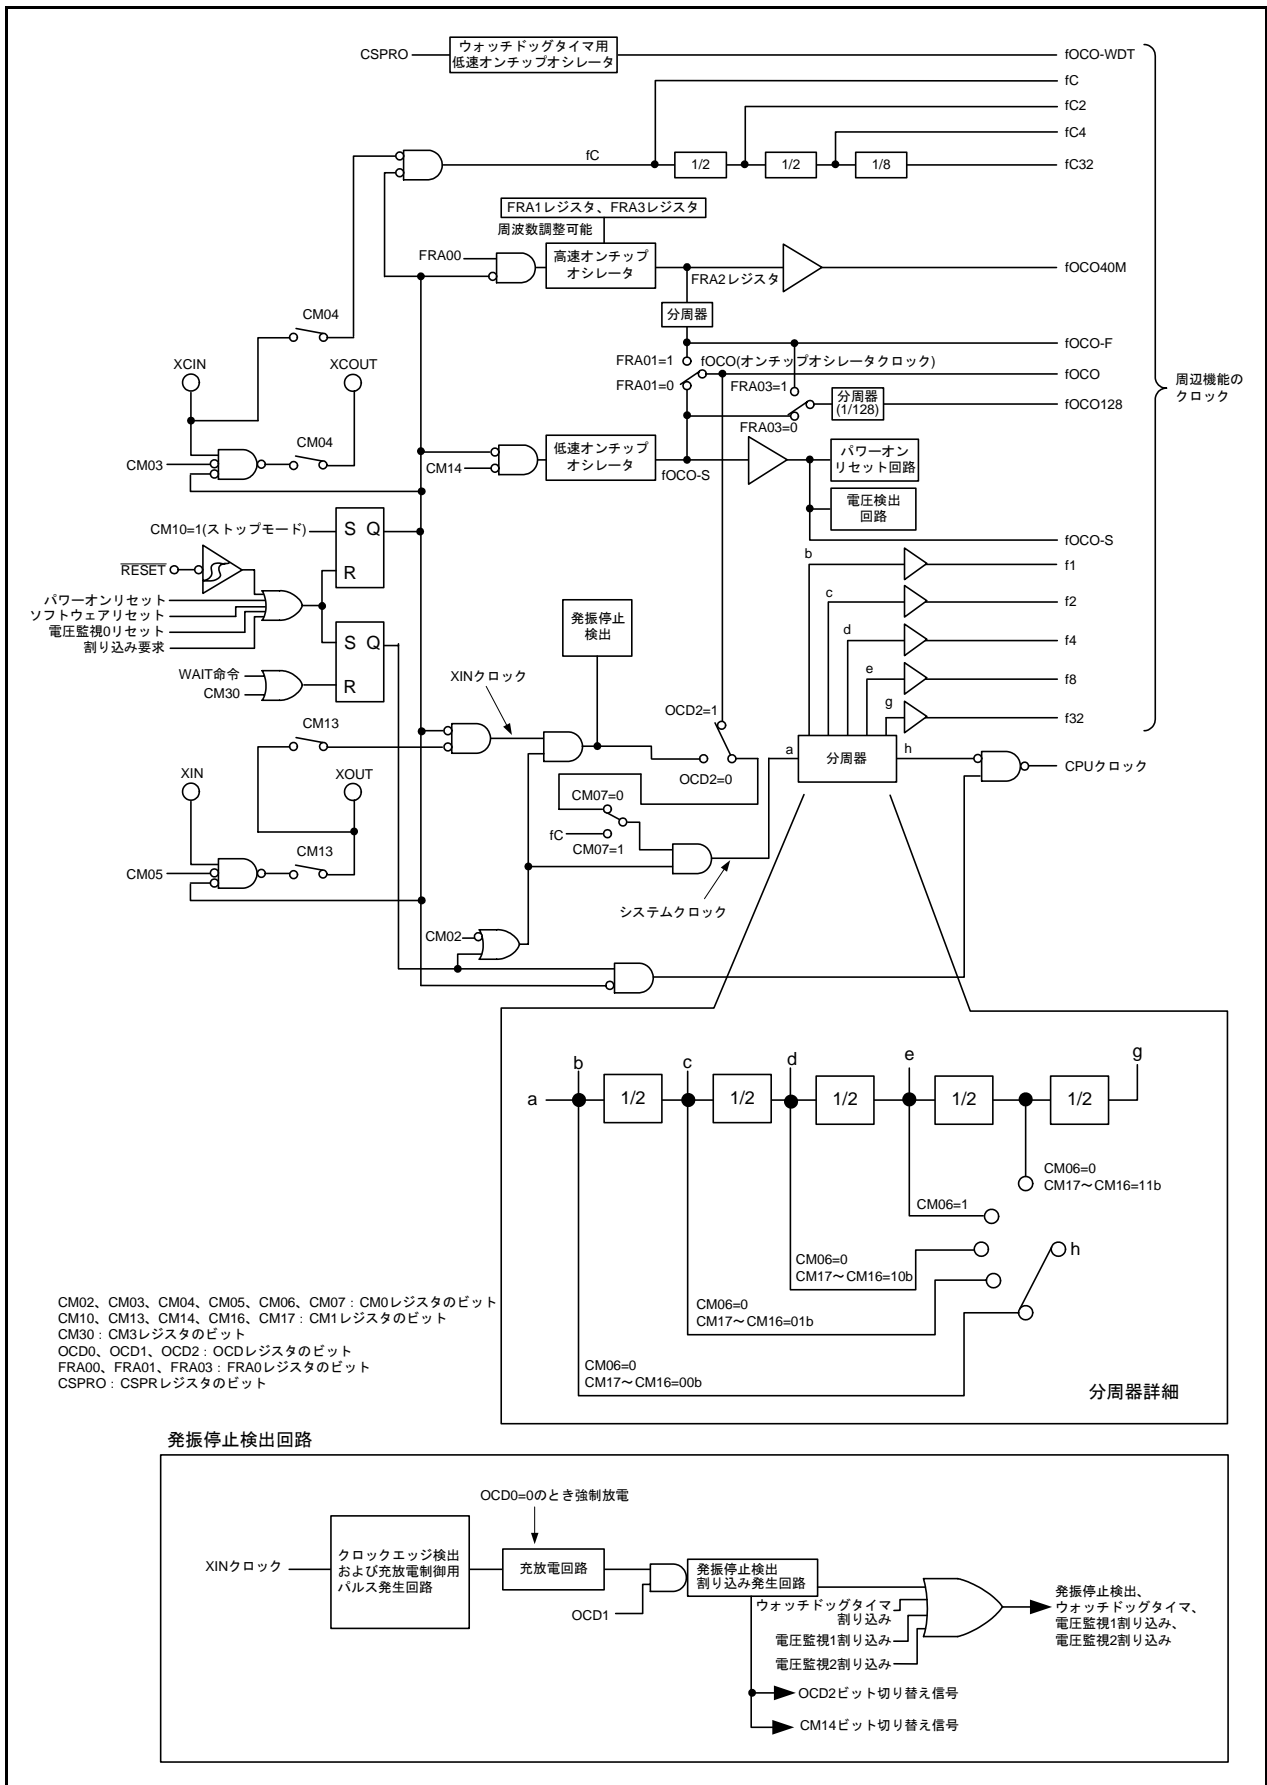 CSPRO
ウォッチドッグタイマ用
低速オンチップオシレータ
fOCO-WDT
fC
fC2
fC4
fC
1/2
1/2
1/8
fC32
FRA1レジスタ、FRA3レジスタ
周波数調整可能
FRA00
高速オンチップ
オシレータ
FRA2レジスタ
fOCO40M
分周器
CM04
fOCO-F
FRA01=1
fOCO(オンチップオシレータクロック)
fOCO
XCIN
XCOUT
FRA01=0
FRA03=1
分周器
(1/128)
fOCO128
周辺機能の
クロック
FRA03=0
CM04
CM03
低速オンチップ
オシレータ
CM14
fOCO-S
パワーオン
リセット回路
電圧検出
回路
fOCO-S
CM10=1(ストップモード)
S Q
R
RESET
パワーオンリセット
ソフトウェアリセット
電圧監視0リセット
割り込み要求
b
f1
c
f2
d
f4
e
f8
g
f32
発振停止
検出
S Q
R
WAIT命令
CM30
XINクロック
CM13
OCD2=1
OCD2=0
a
分周器
h
CPUクロック
XIN
XOUT
CM07=0
fC
CM07=1
CM13
CM05
システムクロック
CM02
b
c
d
e
g
a
1/2
1/2
1/2
1/2
1/2
CM06=0
CM17～CM16=11b
CM06=1
CM06=0
CM17～CM16=10b
h
CM06=0
CM17～CM16=01b
CM06=0
CM17～CM16=00b
分周器詳細
CM02、CM03、CM04、CM05、CM06、CM07：CM0レジスタのビット
CM10、CM13、CM14、CM16、CM17：CM1レジスタのビット
CM30：CM3レジスタのビット
OCD0、OCD1、OCD2：OCDレジスタのビット
FRA00、FRA01、FRA03：FRA0レジスタのビット
CSPRO：CSPRレジスタのビット
発振停止検出回路
OCD0=0のとき強制放電
XINクロック
クロックエッジ検出
および充放電制御用
パルス発生回路
充放電回路
OCD1
発振停止検出
割り込み発生回路
ウォッチドッグタイマ
割り込み
電圧監視1割り込み
電圧監視2割り込み
発振停止検出、
ウォッチドッグタイマ、
電圧監視1割り込み、
電圧監視2割り込み
OCD2ビット切り替え信号
CM14ビット切り替え信号